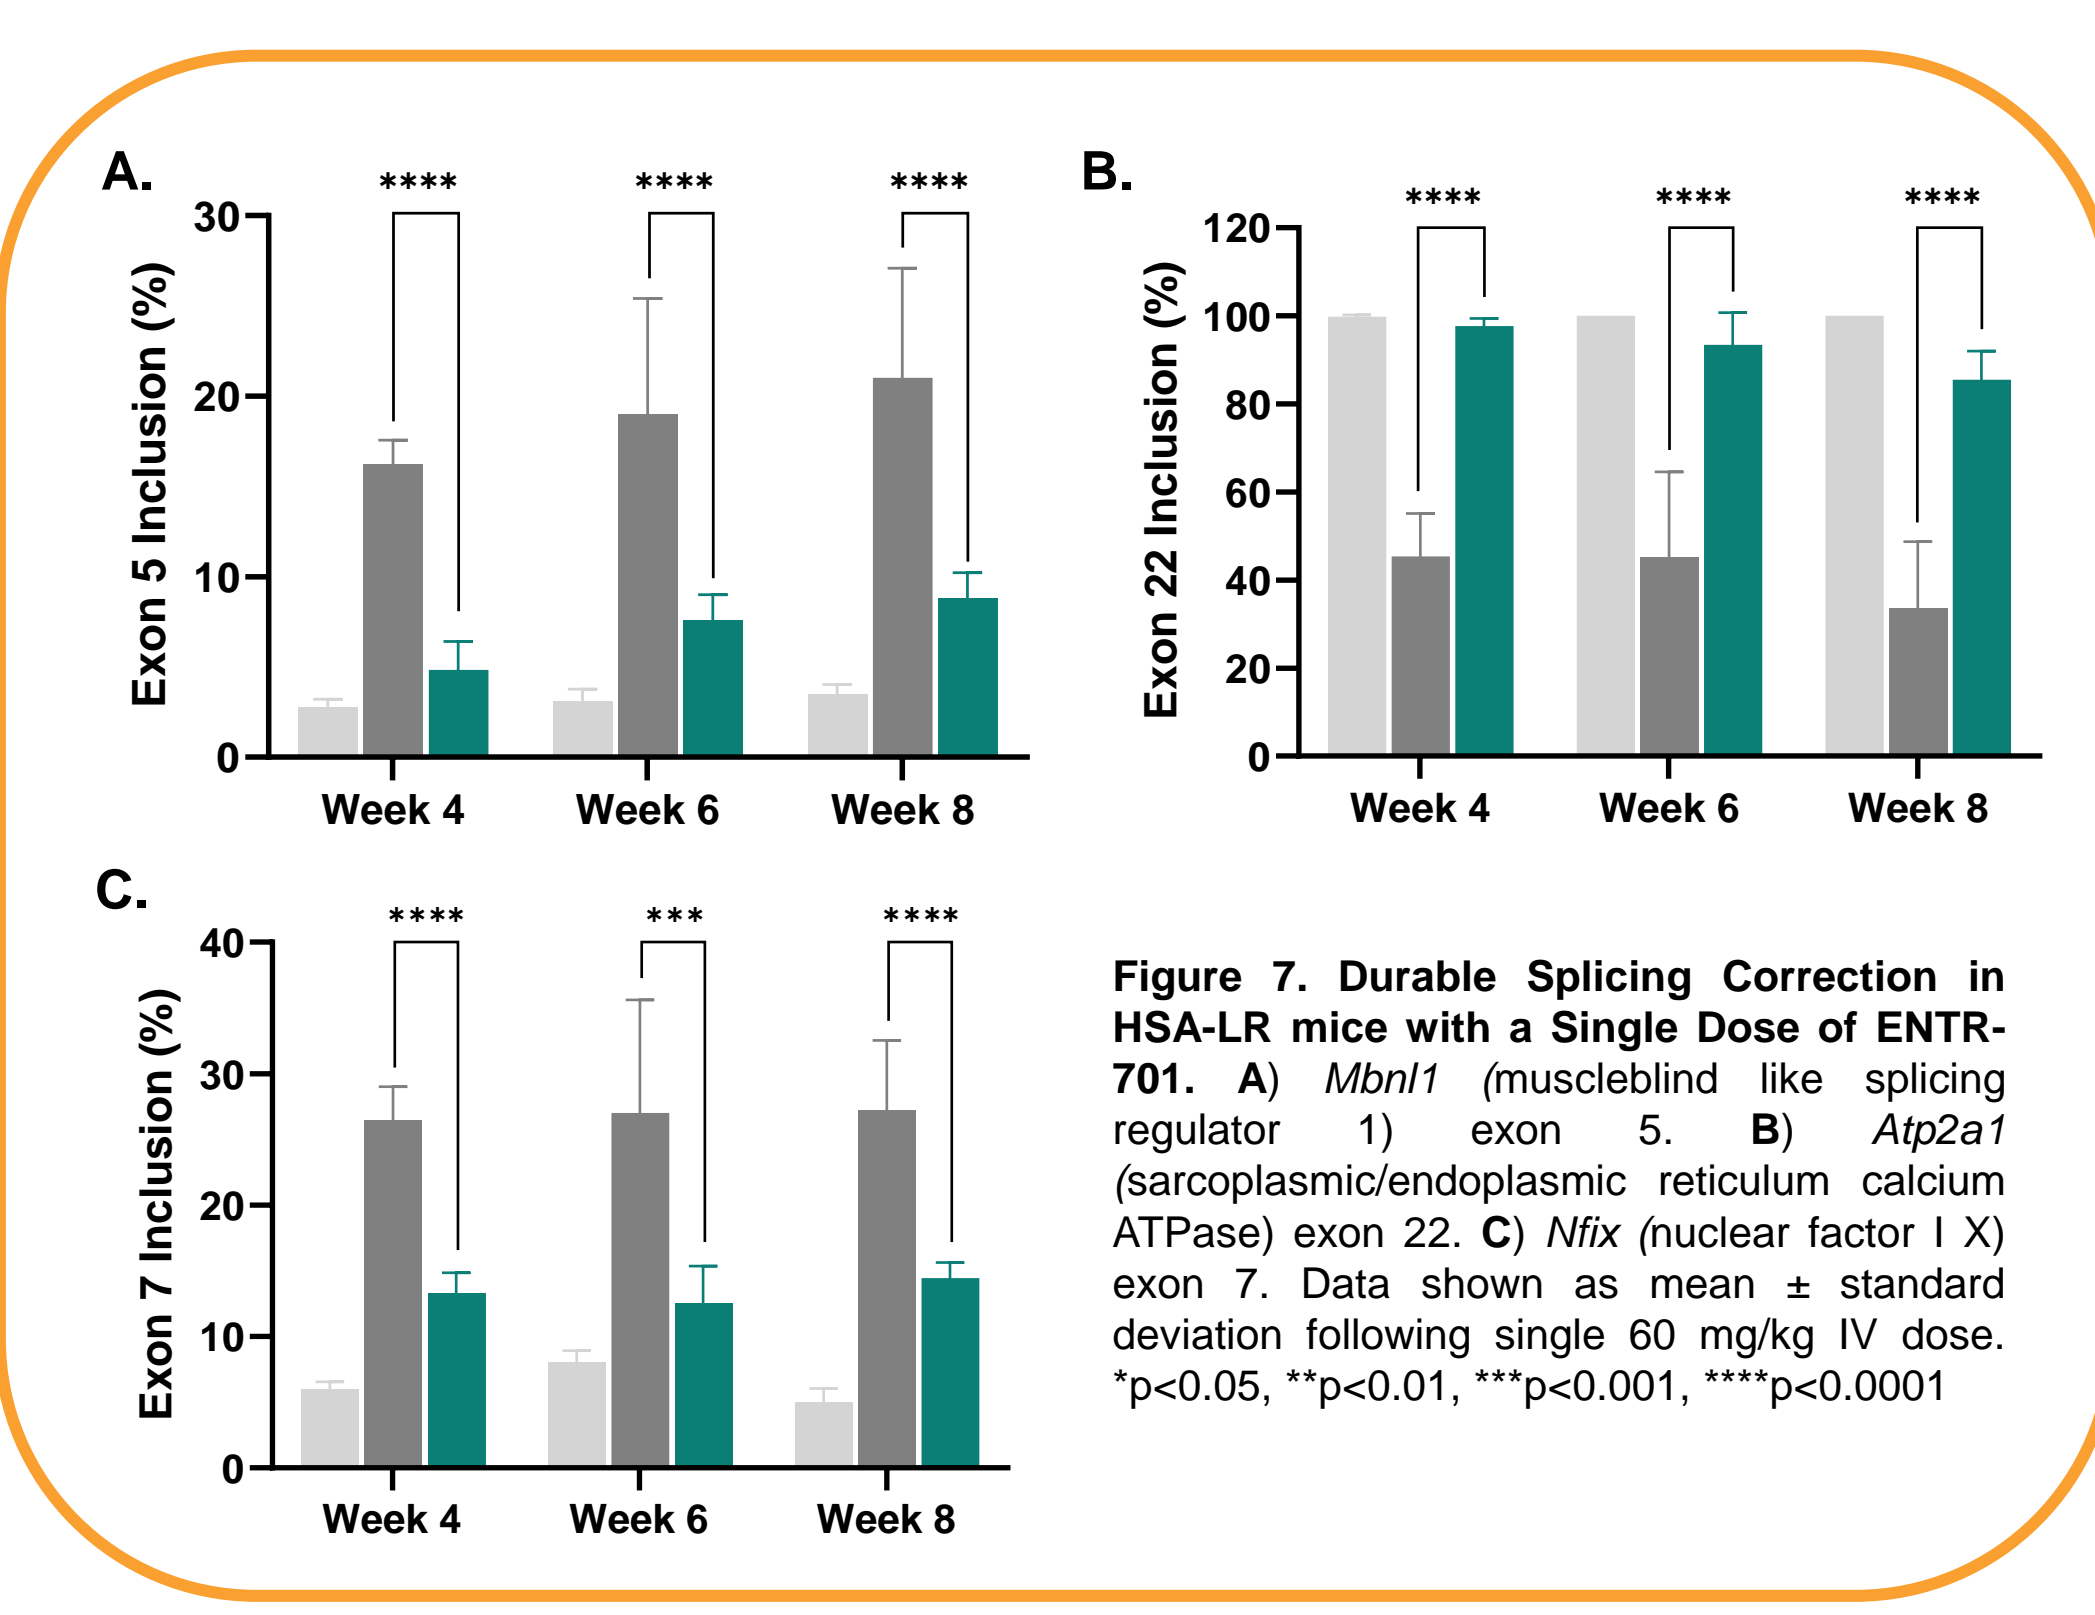 A.
**** **** ****
30
20
10
0
Exon 5 Inclusion (%)
Week 4 Week 6 Week 8
B.
**** **** ****
120
100
80
60
40
20
0
Exon 22 Inclusion (%)
Week 4 Week 6 Week 8
C.
**** *** ****
40
30
20
10
0
Exon 7 Inclusion (%)
Week 4 Week 6 Week 8
Figure 7. Durable Splicing Correction in
HSA-LR mice with a Single Dose of ENTR-
701. A) Mbnl1 (muscleblind like splicing
regulator 1) exon 5. B) Atp2a1
(sarcoplasmic/endoplasmic reticulum calcium
ATPase) exon 22. C) Nfix (nuclear factor I X)
exon 7. Data shown as mean ± standard
deviation following single 60 mg/kg IV dose.
*p<0.05, **p<0.01, ***p<0.001, ****p<0.0001